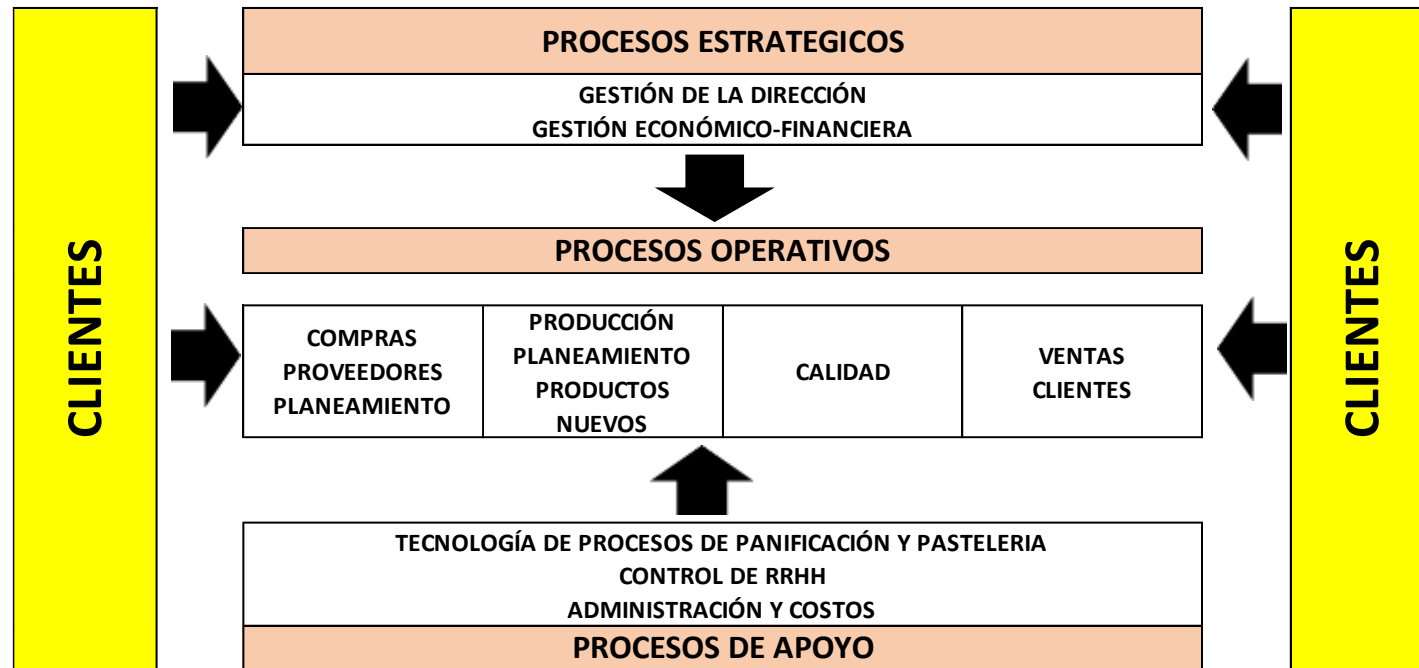 CLIENTES
PROCESOS ESTRATEGICOS
GESTIÓN DE LA DIRECCIÓN
GESTIÓN ECONÓMICO-FINANCIERA
PROCESOS OPERATIVOS
COMPRAS
PROVEEDORES
PLANEAMIENTO
PRODUCCIÓN
PLANEAMIENTO
PRODUCTOS
NUEVOS
CALIDAD
VENTAS
CLIENTES
TECNOLOGÍA DE PROCESOS DE PANIFICACIÓN Y PASTELERIA
CONTROL DE RRHH
ADMINISTRACIÓN Y COSTOS
PROCESOS DE APOYO
CLIENTES